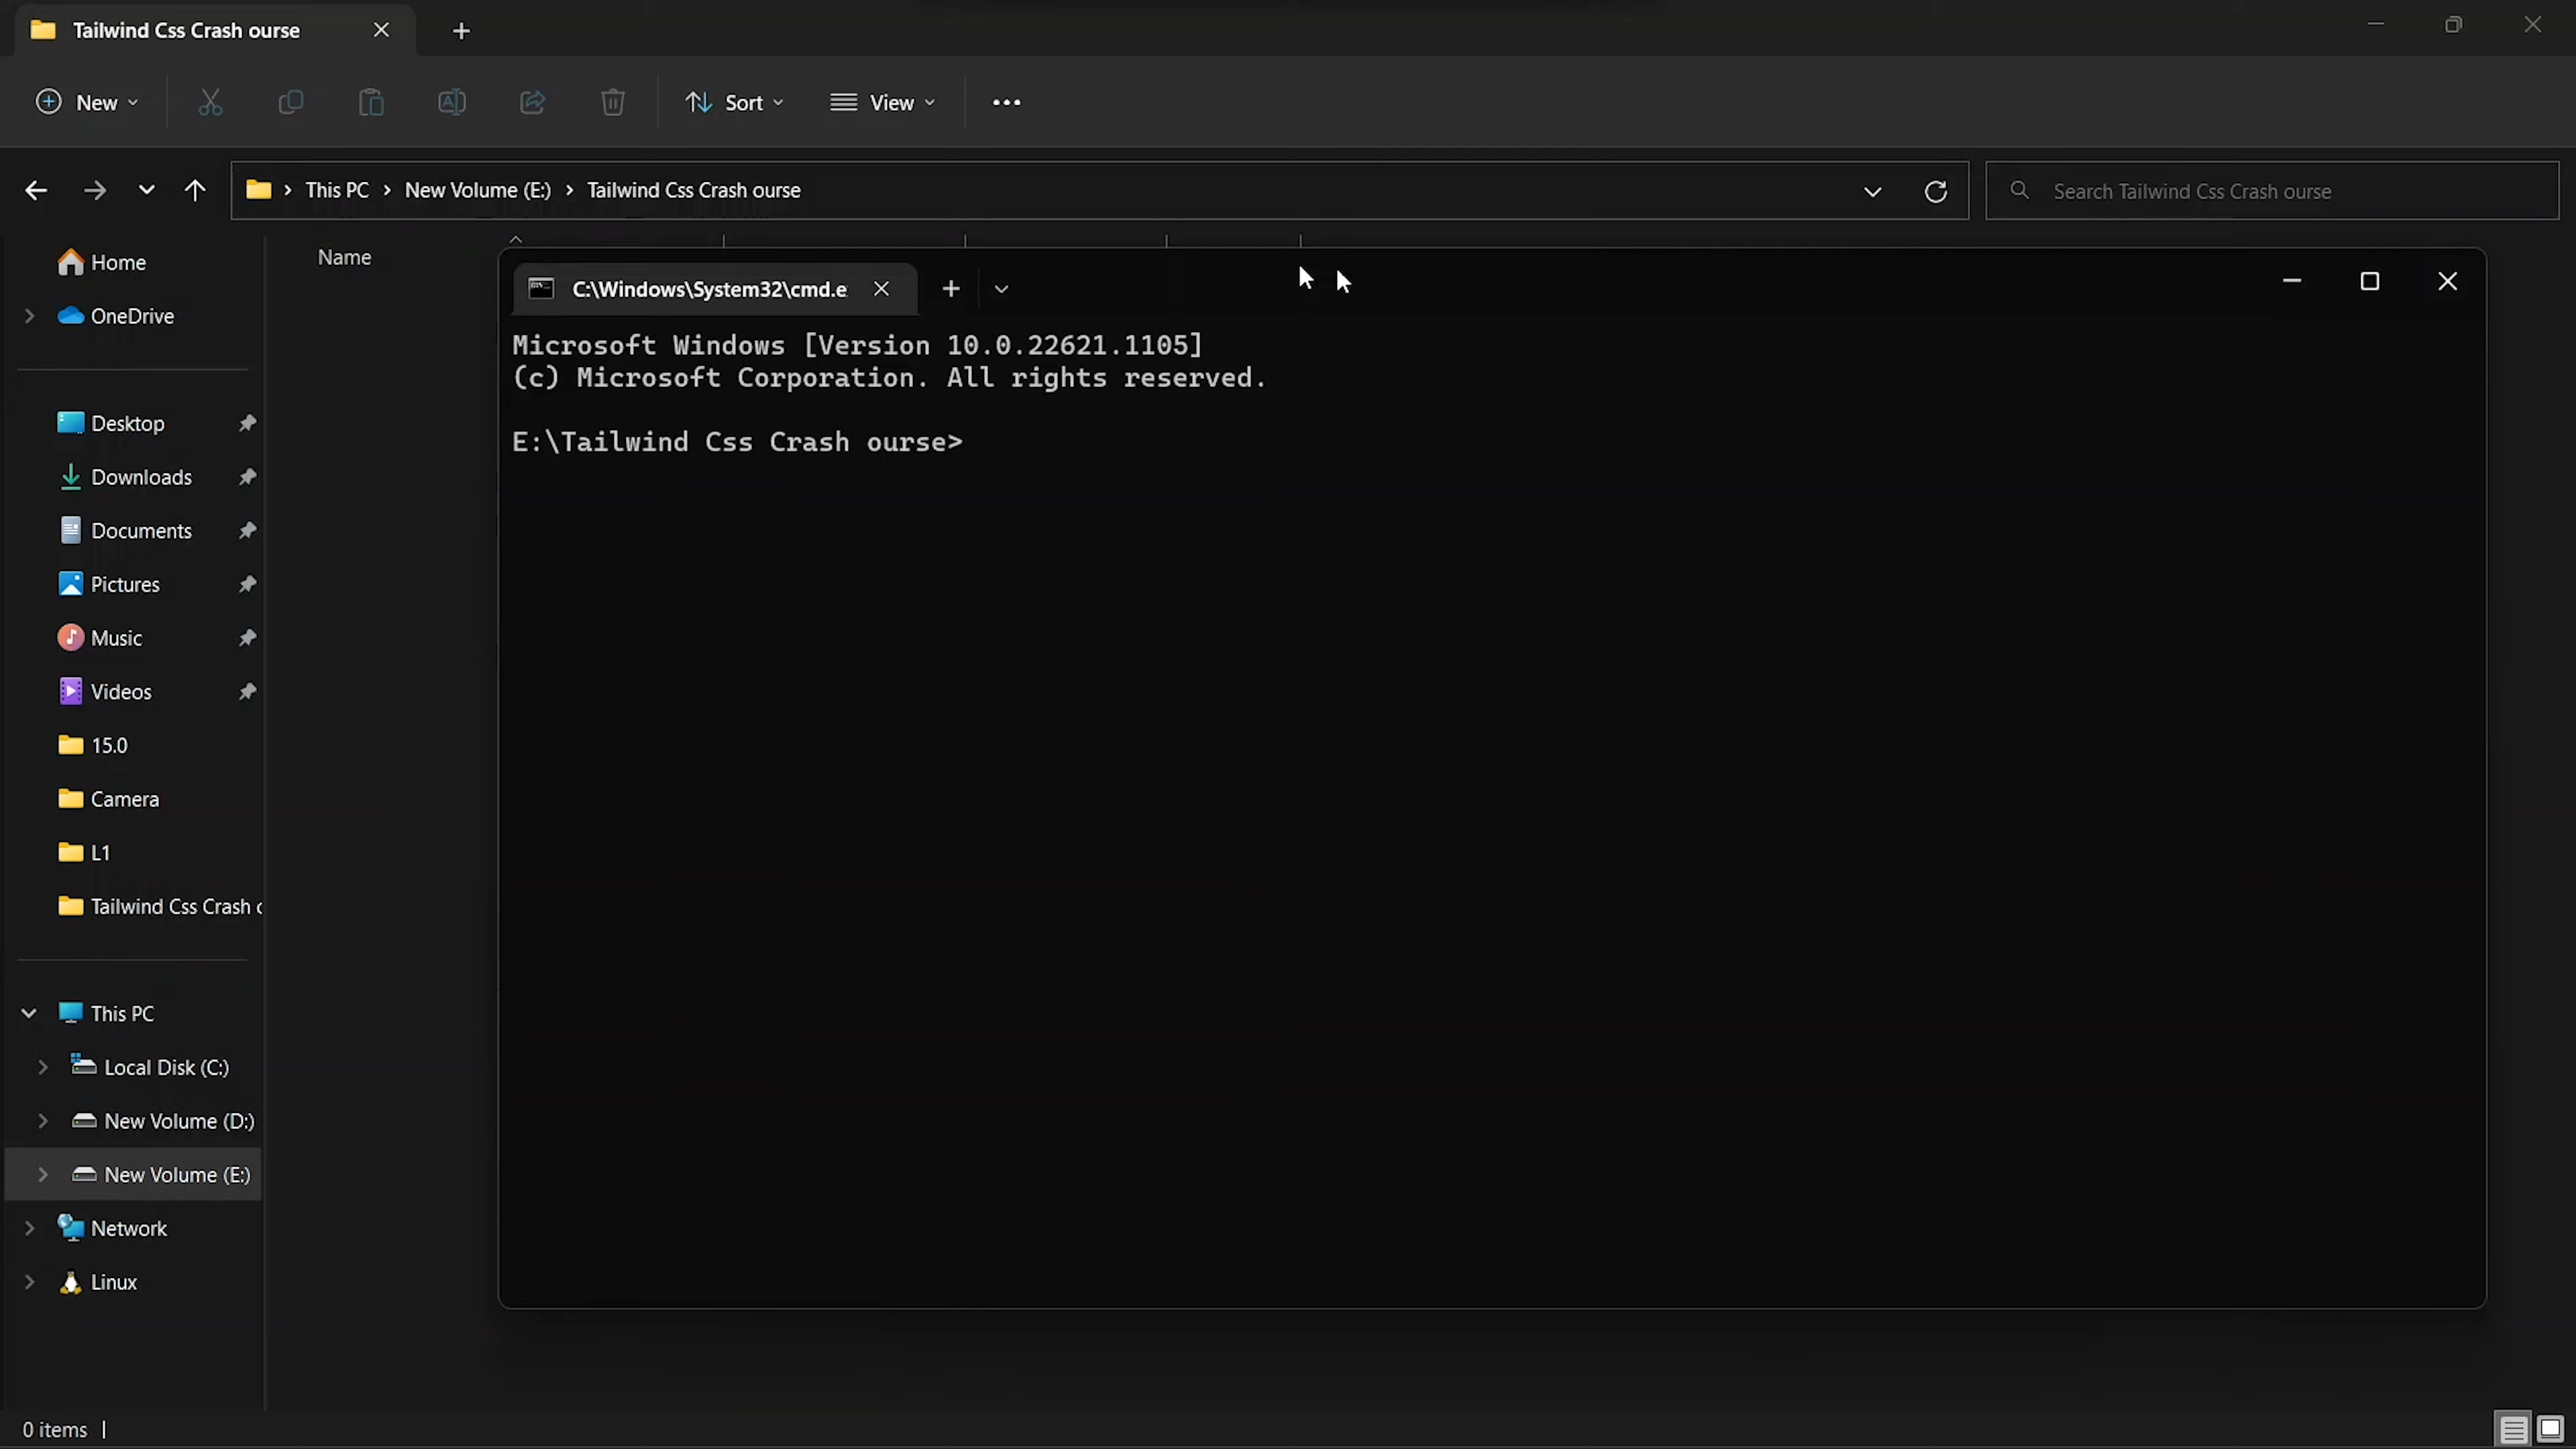 Tailwind Css Crash ourse
New
Sort
View
This PC > New Volume (E:) > Tailwind Css Crash ourse
Search Tailwind Css Crash ourse
Home
OneDrive
Desktop
Downloads
Documents
Pictures
Music
Videos
15.0
Camera
L1
Tailwind Css Crash c
This PC
Local Disk (C:)
New Volume (D:)
New Volume (E:)
Network
Linux
Name
C:\Windows\System32\cmd.e
Microsoft Windows [Version 10.0.22621.1105]
(c) Microsoft Corporation. All rights reserved.
E:\Tailwind Css Crash ourse>
0 items